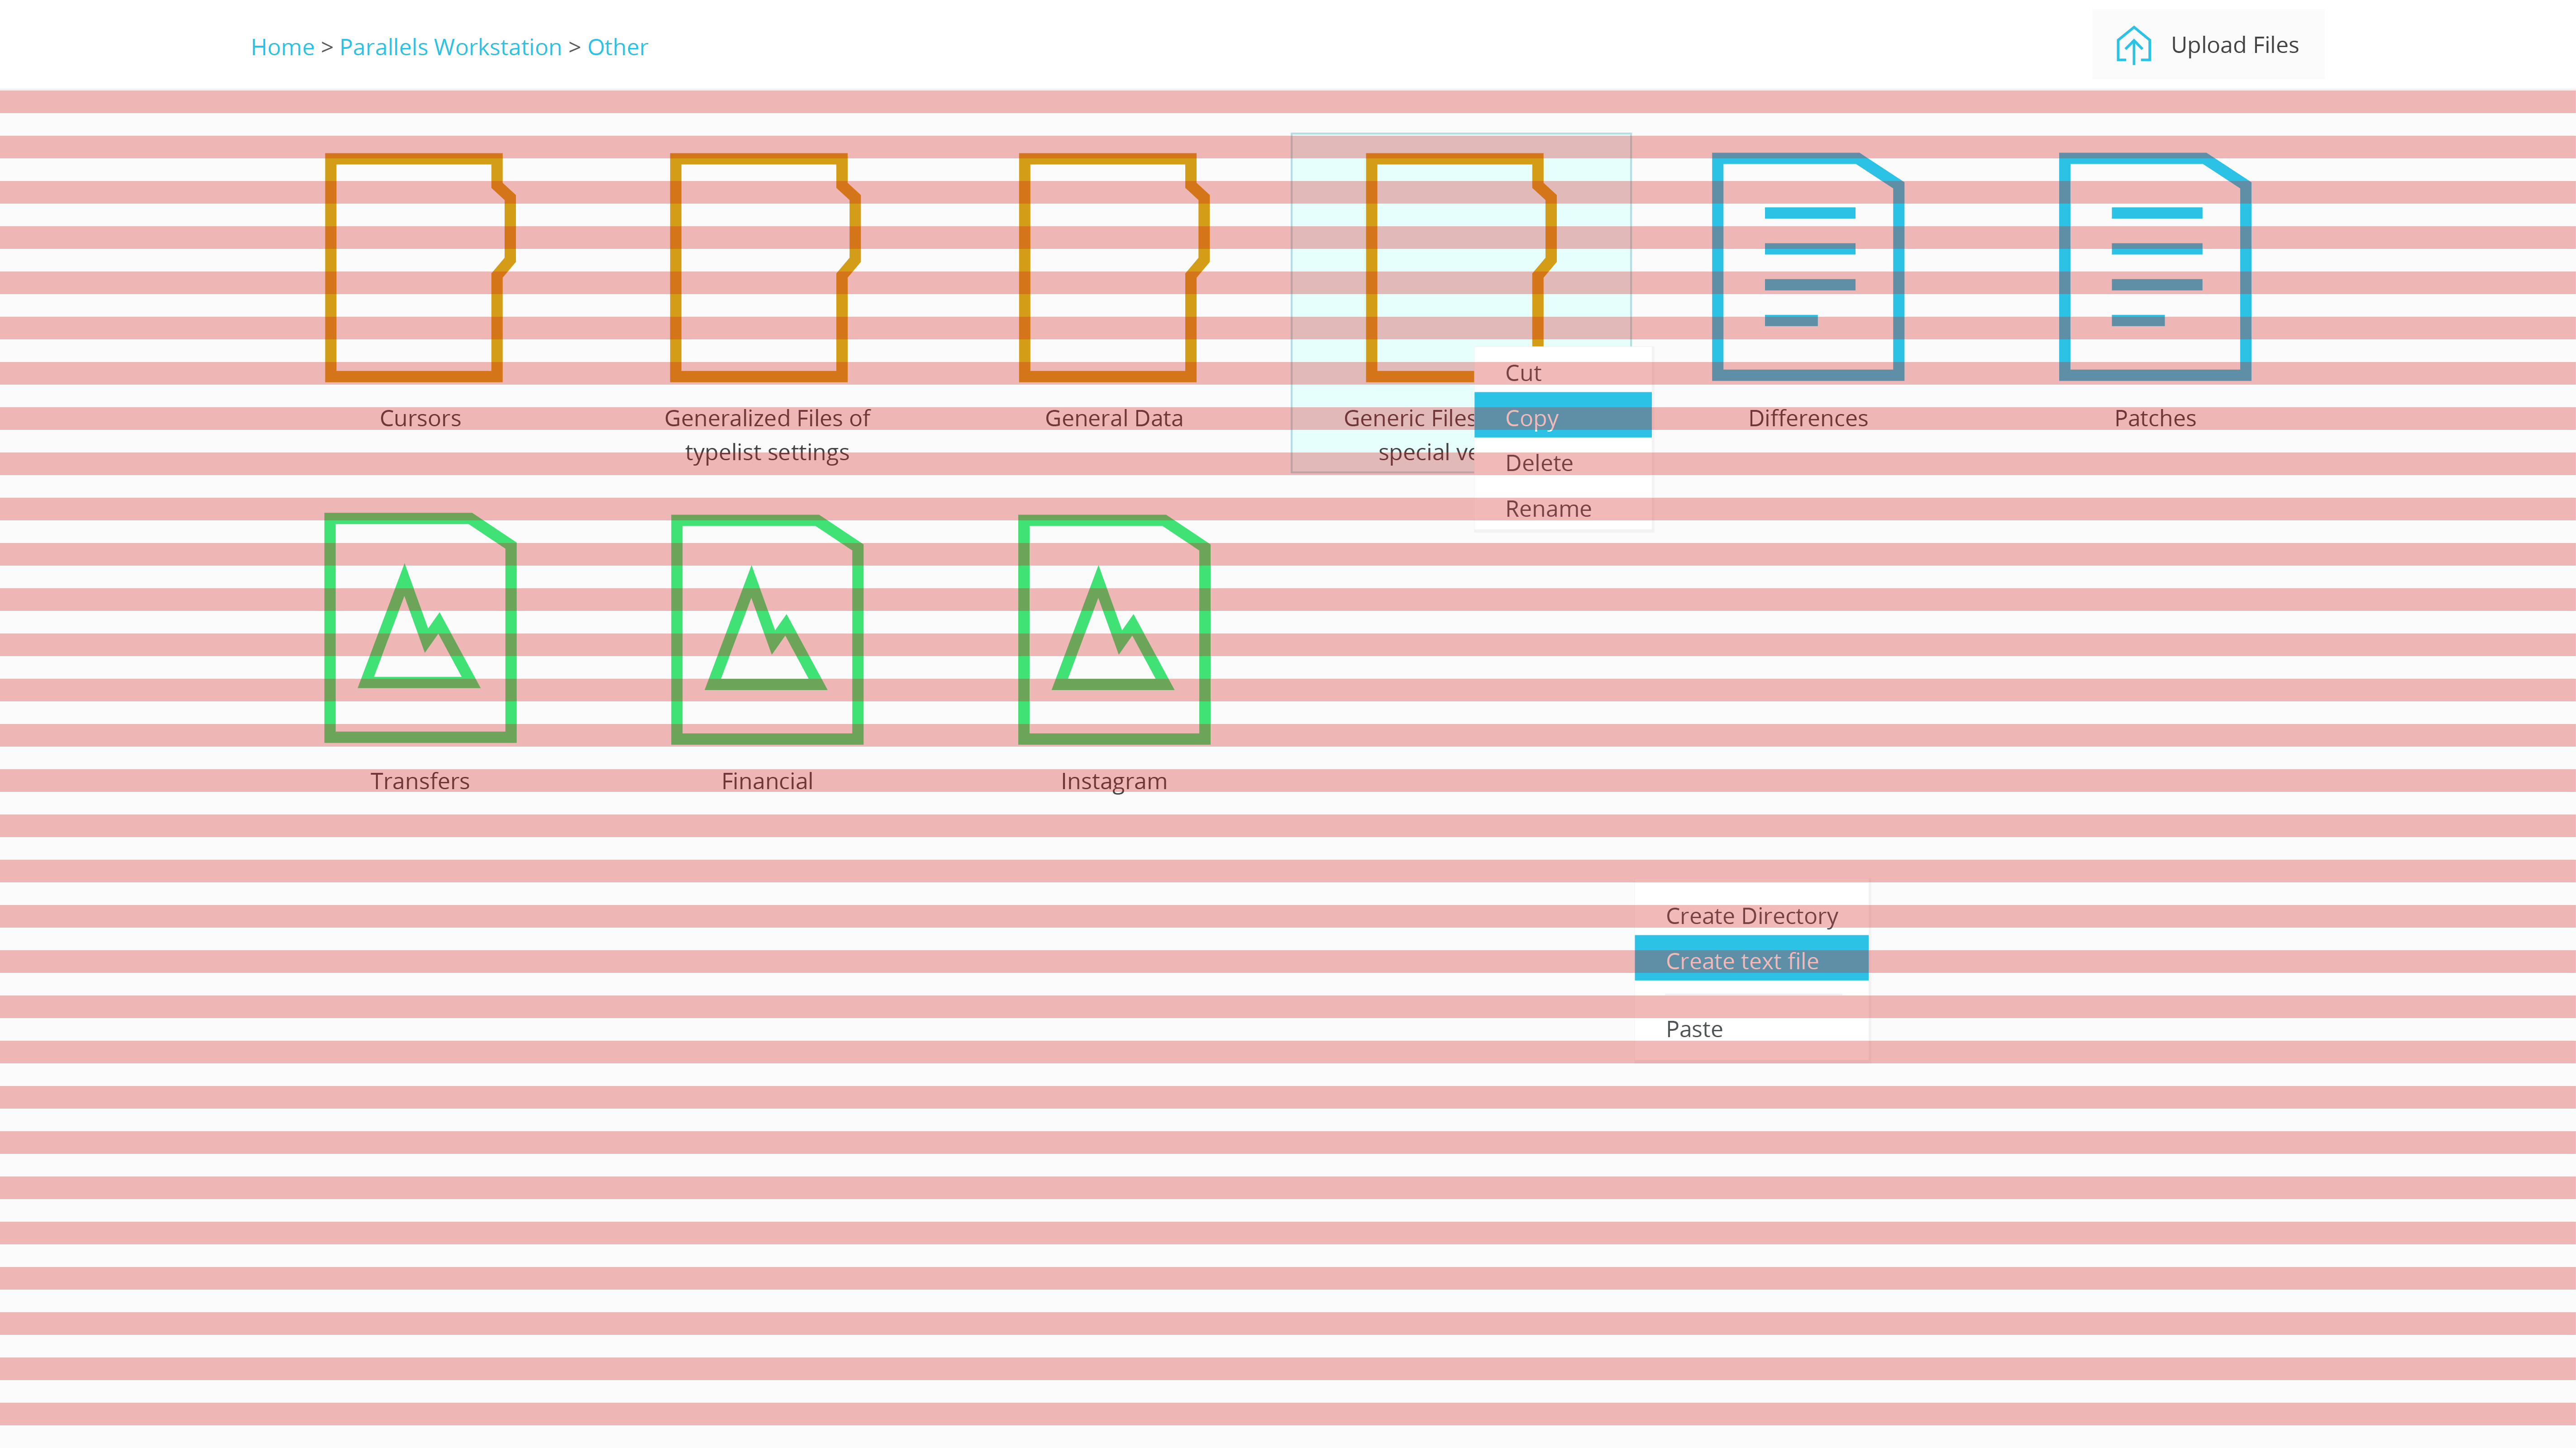 Home > Parallels Workstation > Other
Upload Files
Cursors
Generalized Files of
typelist settings
General Data
Generic Files
special
Differences
Patches
Cut
Copy
Delete
Rename
Transfers
Financial
Instagram
Create Directory
Create text file
Paste